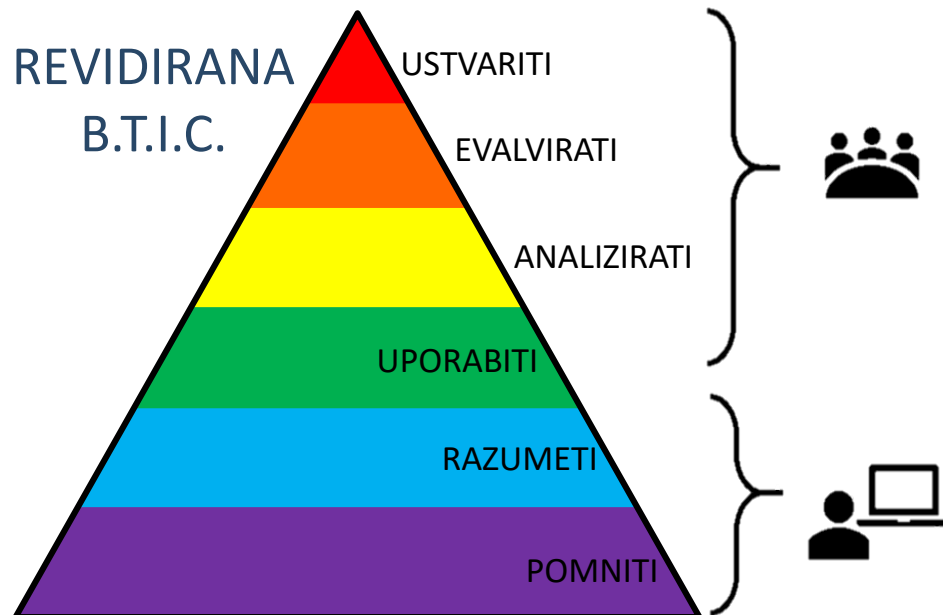 REVIDIRANA
B.T.I.C.
USTVARITI
EVALVIRATI
ANALIZIRATI
UPORABITI
RAZUMETI
POMNITI